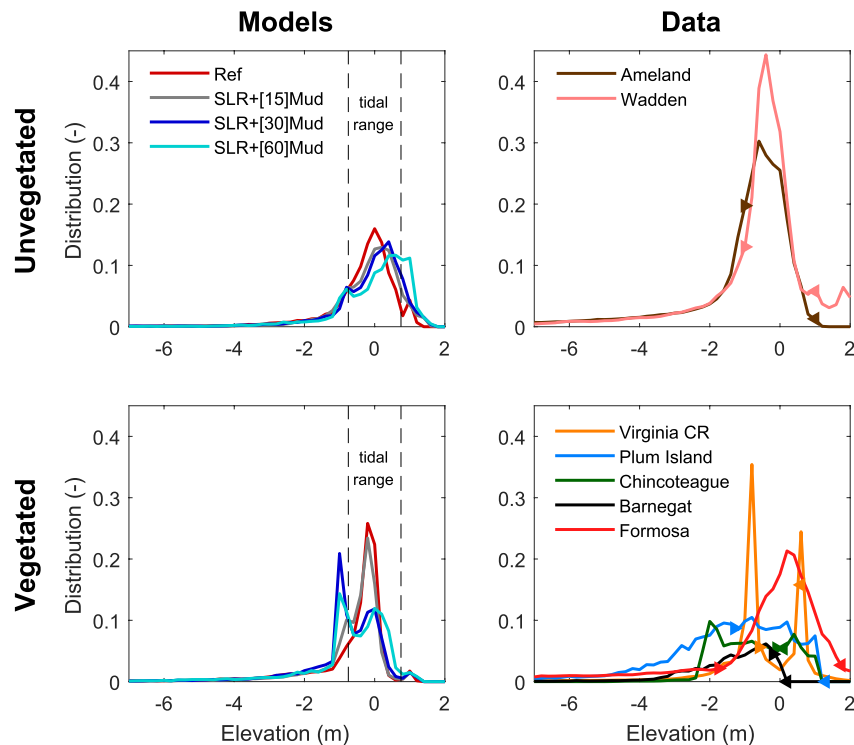 Models
Data
Unvegetated
Distribution (-)
0.4
0.3
0.2
0.1
0
-6
-4
-2
0
2
Elevation (m)
Ref
SLR+[15]Mud
SLR+[30]Mud
SLR+[60]Mud
tidal
range
0.4
0.3
0.2
0.1
0
-6
-4
-2
0
2
Elevation (m)
Ameland
Wadden
Vegetated
Distribution (-)
0.4
0.3
0.2
0.1
0
-6
-4
-2
0
2
Elevation (m)
tidal
range
0.4
0.3
0.2
0.1
0
-6
-4
-2
0
2
Elevation (m)
Virginia CR
Plum Island
Chincoteague
Barnegat
Formosa